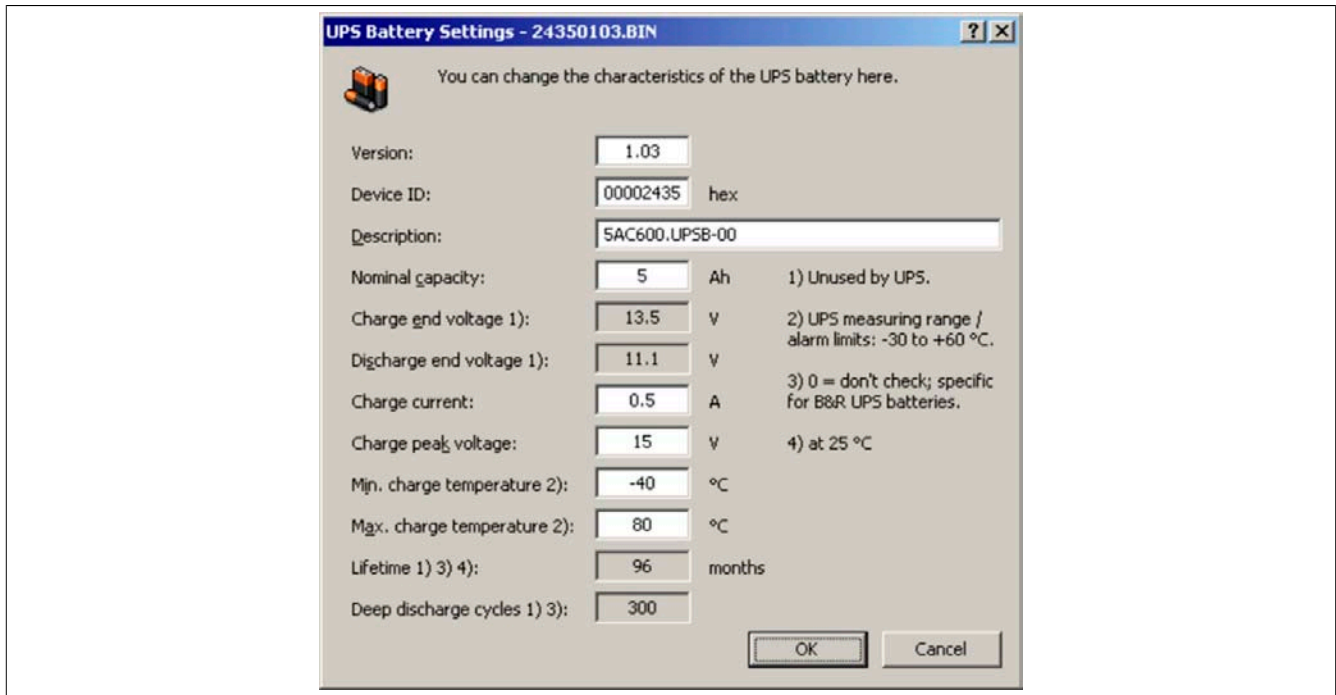 UPS Battery Settings - 24350103.BIN
You can change the characteristics of the UPS battery here.
Version: 1.03
Device ID: 00002435 hex
Description: 5AC600.UPSB-00
Nominal capacity: 5 Ah 1) Unused by UPS.
Charge end voltage 1): 13.5 V 2) UPS measuring range /
alarm limits: -30 to +60 °C.
Discharge end voltage 1): 11.1 V
3) 0 = don't check; specific
Charge current: 0.5 A for B&R UPS batteries.
Charge peak voltage: 15 V 4) at 25 °C
Min. charge temperature 2): -40 °C
Max. charge temperature 2): 80 °C
Lifetime 1) 3) 4): 96 months
Deep discharge cycles 1) 3): 300
OK Cancel